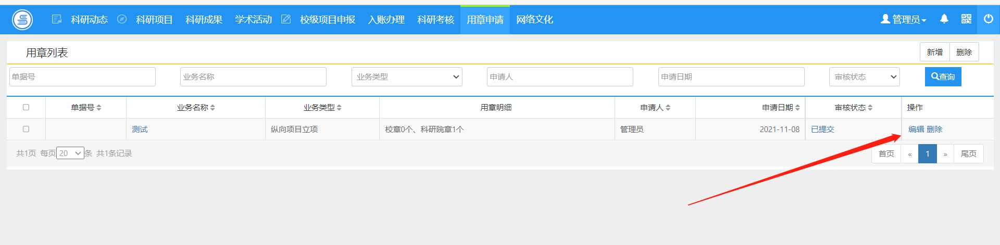 科研动态 科研项目 科研成果 学术活动 校级项目申报 入账办理 科研考核 用章申请 网络文化 管理员
用章列表 新增 删除
单据号 业务名称 业务类型 申请人 申请日期 审核状态 查询
单据号 业务名称 业务类型 用章明细 申请人 申请日期 审核状态 操作
测试 纵向项目立项 校章0个、科研院章1个 管理员 2021-11-08 已提交 编辑 删除
共1页 每页20条 共1条记录 首页 « 1 » 尾页